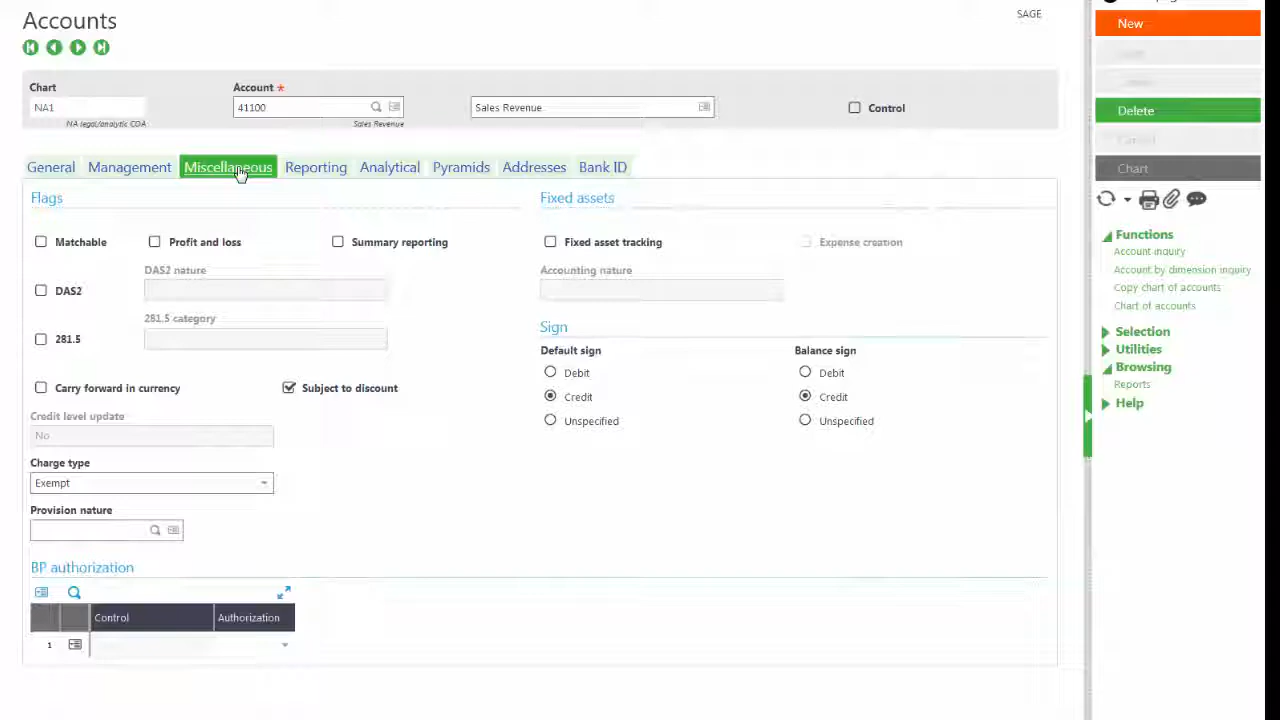 Accounts
SAGE
Chart
Account *
NA1
41100
Sales Revenue
Control
NA legal/analytic COA
Sales Revenue
General Management Miscellaneous Reporting Analytical Pyramids Addresses Bank ID
Flags
Fixed assets
Matchable
Profit and loss
Summary reporting
Fixed asset tracking
Expense creation
DAS2 nature
Accounting nature
DAS2
281.5 category
Sign
281.5
Default sign
Balance sign
Debit
Debit
Carry forward in currency
Subject to discount
Credit
Credit
Credit level update
Unspecified
Unspecified
No
Charge type
Exempt
Provision nature
BP authorization
Control
Authorization
1
New
Delete
Cancel
Chart
Functions
Account inquiry
Account by dimension inquiry
Copy chart of accounts
Chart of accounts
Selection
Utilities
Browsing
Reports
Help